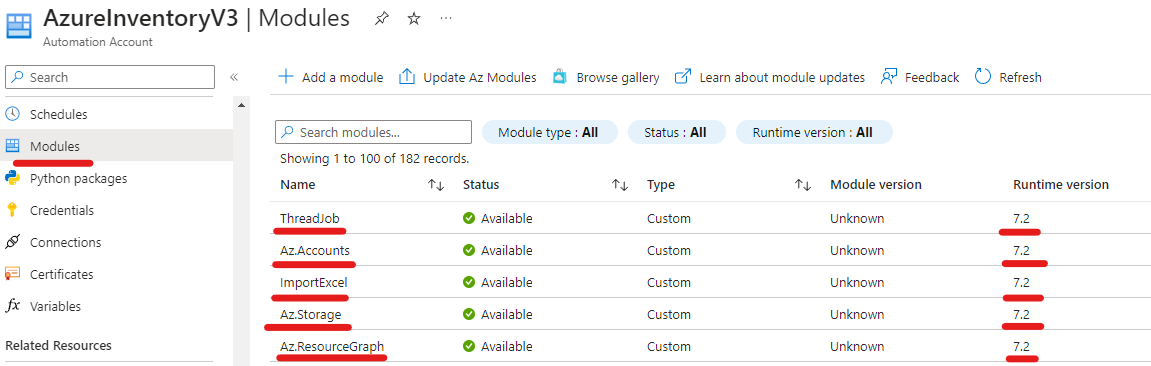 AzureInventoryV3 | Modules
Automation Account
Search
Add a module Update Az Modules Browse gallery Learn about module updates Feedback Refresh
Schedules
Modules
Python packages
Credentials
Connections
Certificates
Variables
Related Resources
Search modules... Module type : All Status : All Runtime version : All
Showing 1 to 100 of 182 records.
Name Status Type Module version Runtime version
ThreadJob Available Custom Unknown 7.2
Az.Accounts Available Custom Unknown 7.2
ImportExcel Available Custom Unknown 7.2
Az.Storage Available Custom Unknown 7.2
Az.ResourceGraph Available Custom Unknown 7.2